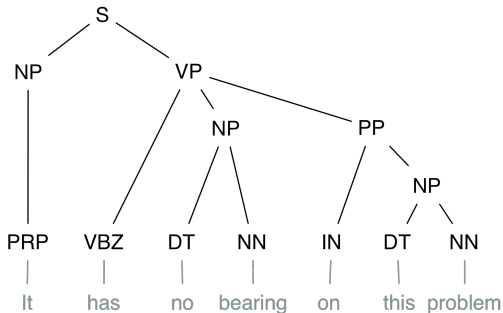 S
NP VP
NP PP
NP
PRP VBZ DT NN IN DT NN
It has no bearing on this problem